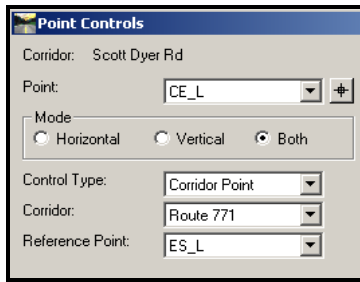 Point Controls
Corridor: Scott Dyer Rd
Point: CE_L
Mode
Horizontal Vertical Both
Control Type: Corridor Point
Corridor: Route 771
Reference Point: ES_L